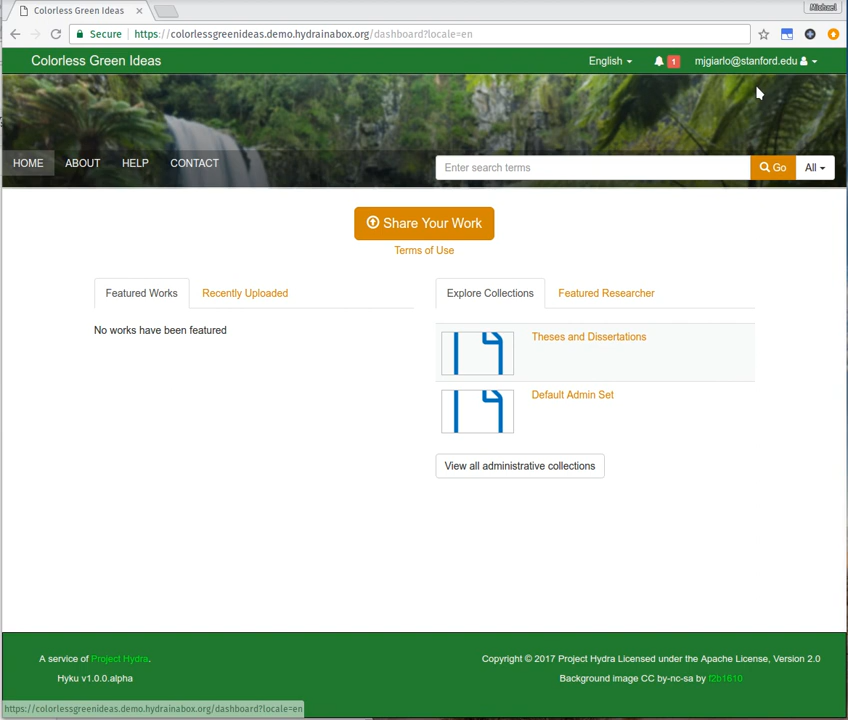 Colorless Green Ideas
Michael
Secure https://colorlessgreenideas.demo.hydrainabox.org/dashboard?locale=en
Colorless Green Ideas English 1 mjgiarlo@stanford.edu
HOME ABOUT HELP CONTACT Enter search terms Go All
Share Your Work
Terms of Use
Featured Works Recently Uploaded Explore Collections Featured Researcher
No works have been featured
Theses and Dissertations
Default Admin Set
View all administrative collections
A service of Project Hydra. Copyright © 2017 Project Hydra Licensed under the Apache License, Version 2.0
Hyku v1.0.0.alpha Background image CC by-nc-sa by f2b1610
https://colorlessgreenideas.demo.hydrainabox.org/dashboard?locale=en